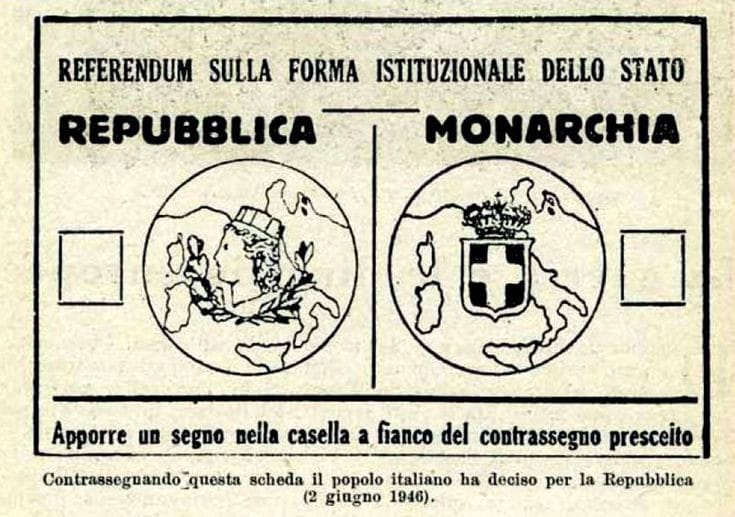 REFERENDUM SULLA FORMA ISTITUZIONALE DELLO STATO
REPUBBLICA
MONARCHIA
Apporre un segno nella casella a fianco del contrassegno presceito
Contrassegnando questa scheda il popolo italiano ha deciso per la Repubblica
(2 giugno 1946).